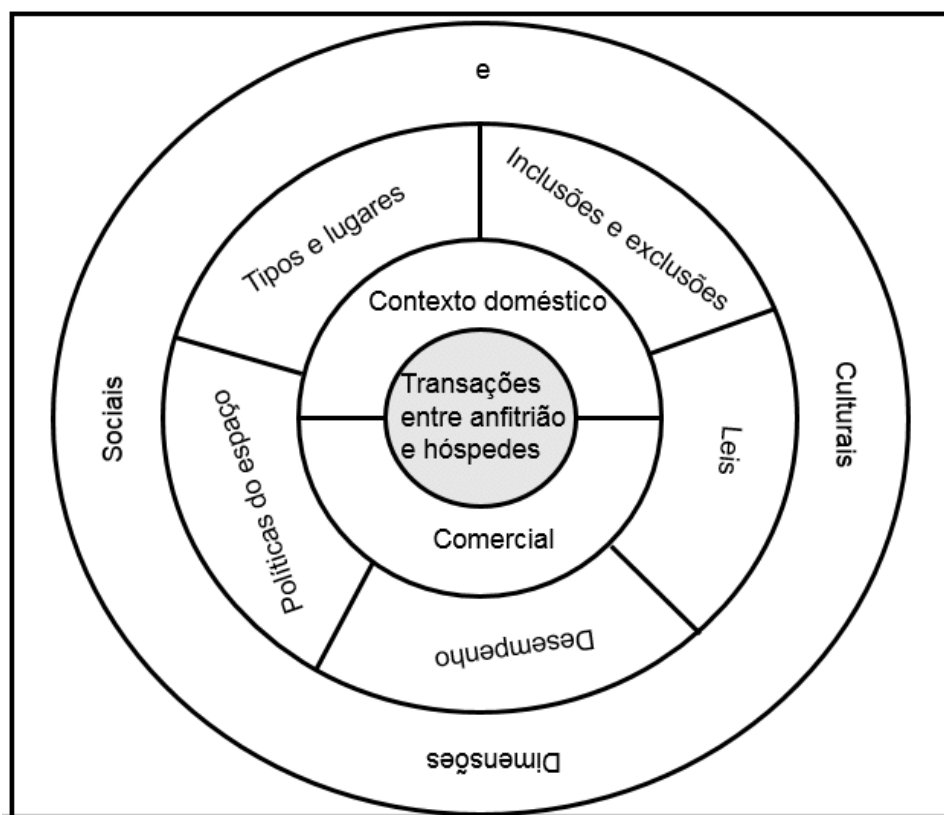 e
Inclusões e exclusões
Tipos e lugares
Contexto doméstico
Transações
entre anfitrião
e hóspedes
Sociais
Culturais
Leis
Políticas do espaço
Comercial
Desempenho
Dimensões